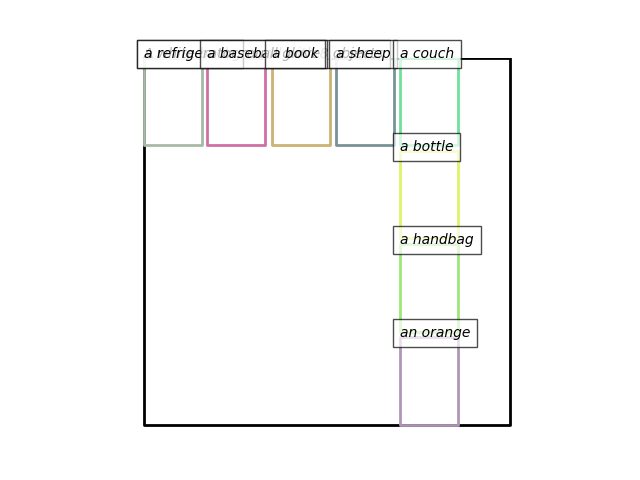 a refrige
a baseba
a book
a sheep
a couch
a bottle
a handbag
an orange